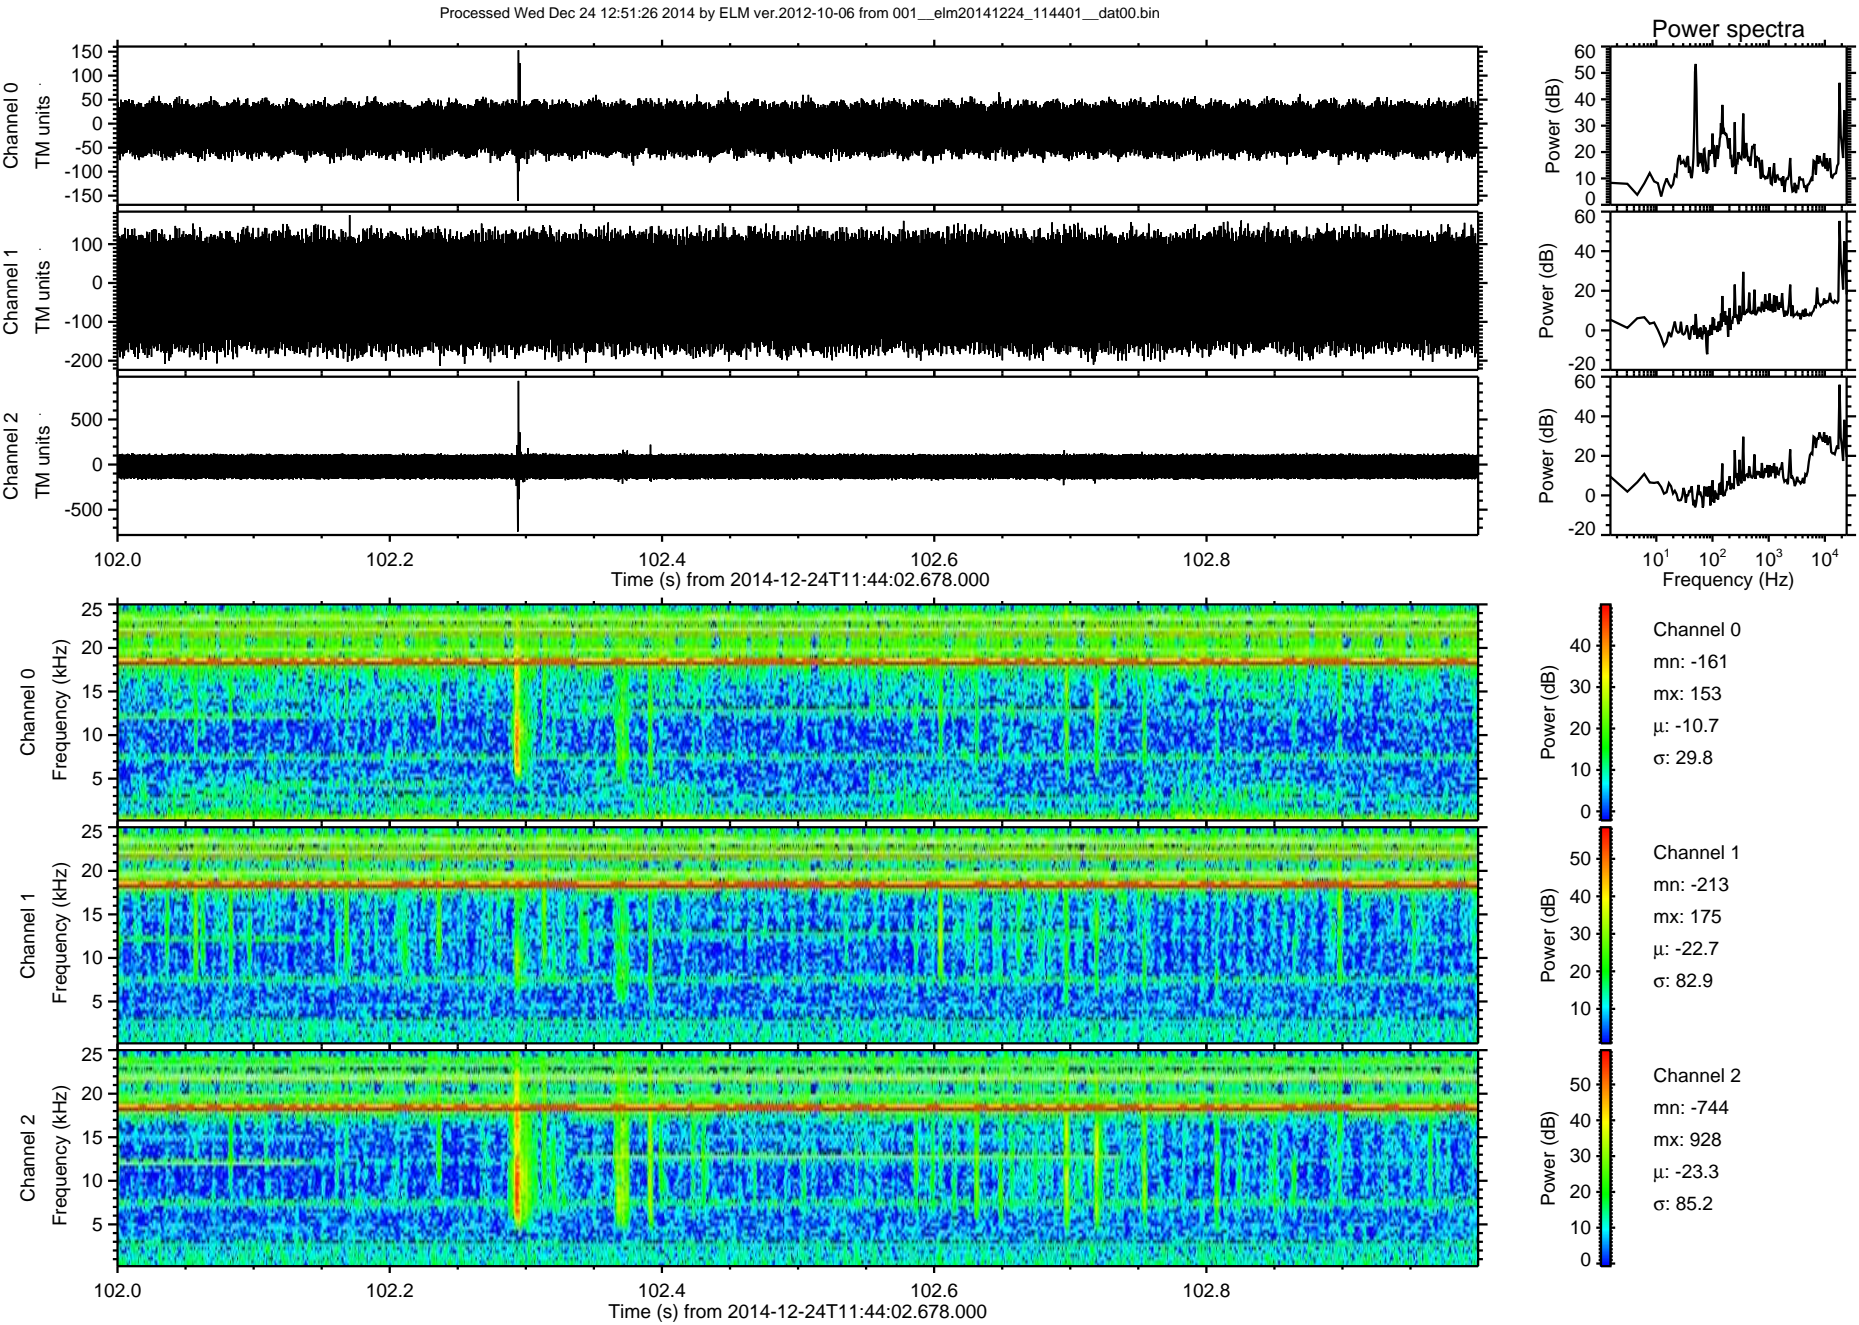 Processed Wed Dec 24 12:51:26 2014 by ELM ver.2012-10-06 from 001__elm20141224_114401__dat00.bin
Power spectra
Channel 0
TM units
150
100
50
0
-50
-100
-150
Power (dB)
60
50
40
30
20
10
0
Channel 1
TM units
100
0
-100
-200
Power (dB)
60
40
20
0
-20
Channel 2
TM units
500
0
-500
Power (dB)
60
40
20
0
-20
102.0 102.2 102.4 102.6 102.8
Time (s) from 2014-12-24T11:44:02.678.000
10¹ 10² 10³ 10⁴
Frequency (Hz)
Channel 0
Frequency (kHz)
25
20
15
10
5
Power (dB)
40
30
20
10
0
Channel 0
mn: -161
mx: 153
μ: -10.7
σ: 29.8
Channel 1
Frequency (kHz)
25
20
15
10
5
Power (dB)
50
40
30
20
10
Channel 1
mn: -213
mx: 175
μ: -22.7
σ: 82.9
Channel 2
Frequency (kHz)
25
20
15
10
5
Power (dB)
50
40
30
20
10
0
Channel 2
mn: -744
mx: 928
μ: -23.3
σ: 85.2
102.0 102.2 102.4 102.6 102.8
Time (s) from 2014-12-24T11:44:02.678.000